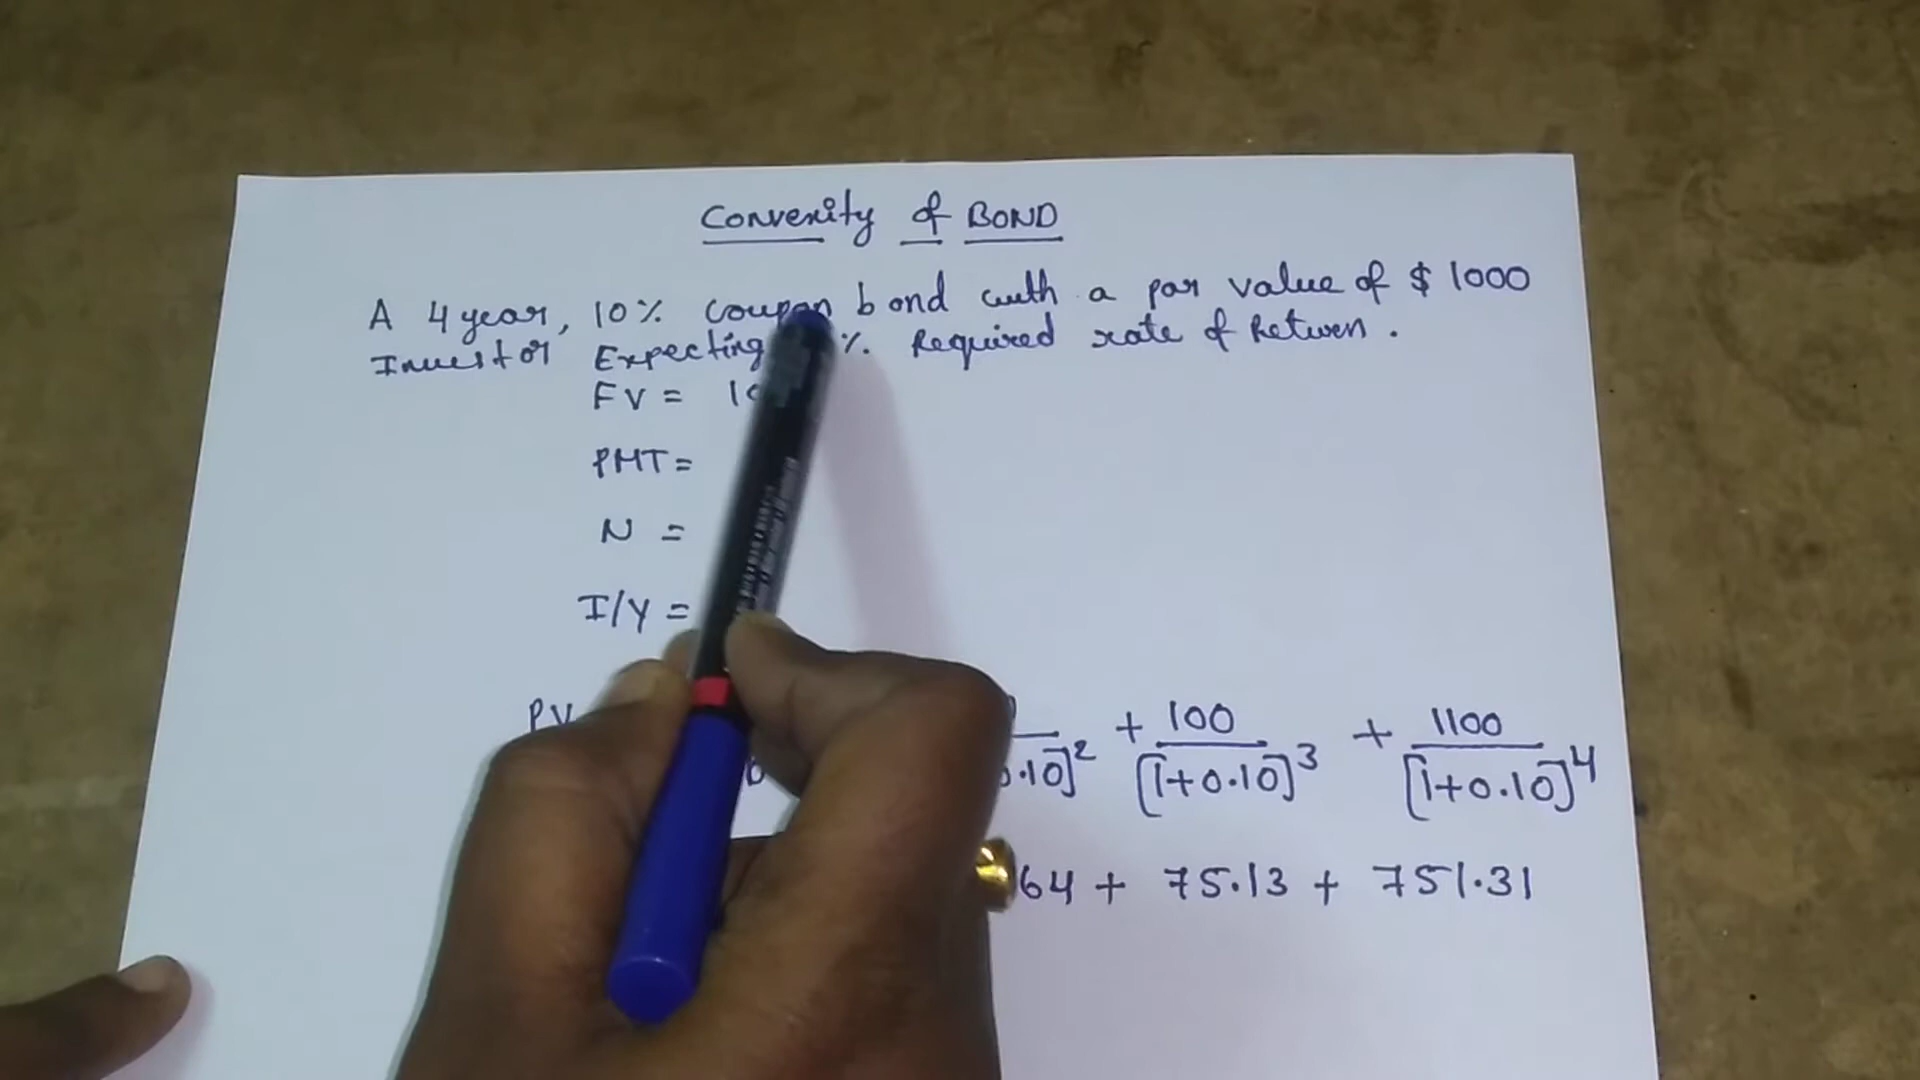 Convexity of BOND
A 4 year, 10% coupon bond with a par value of $ 1000
Investor Expecting %. Required rate of Return.
FV = 10
PMT =
N =
I/Y =
PV
+ 100 + 1100
0.10]² [1+0.10]³ [1+0.10]⁴
64 + 75.13 + 751.31